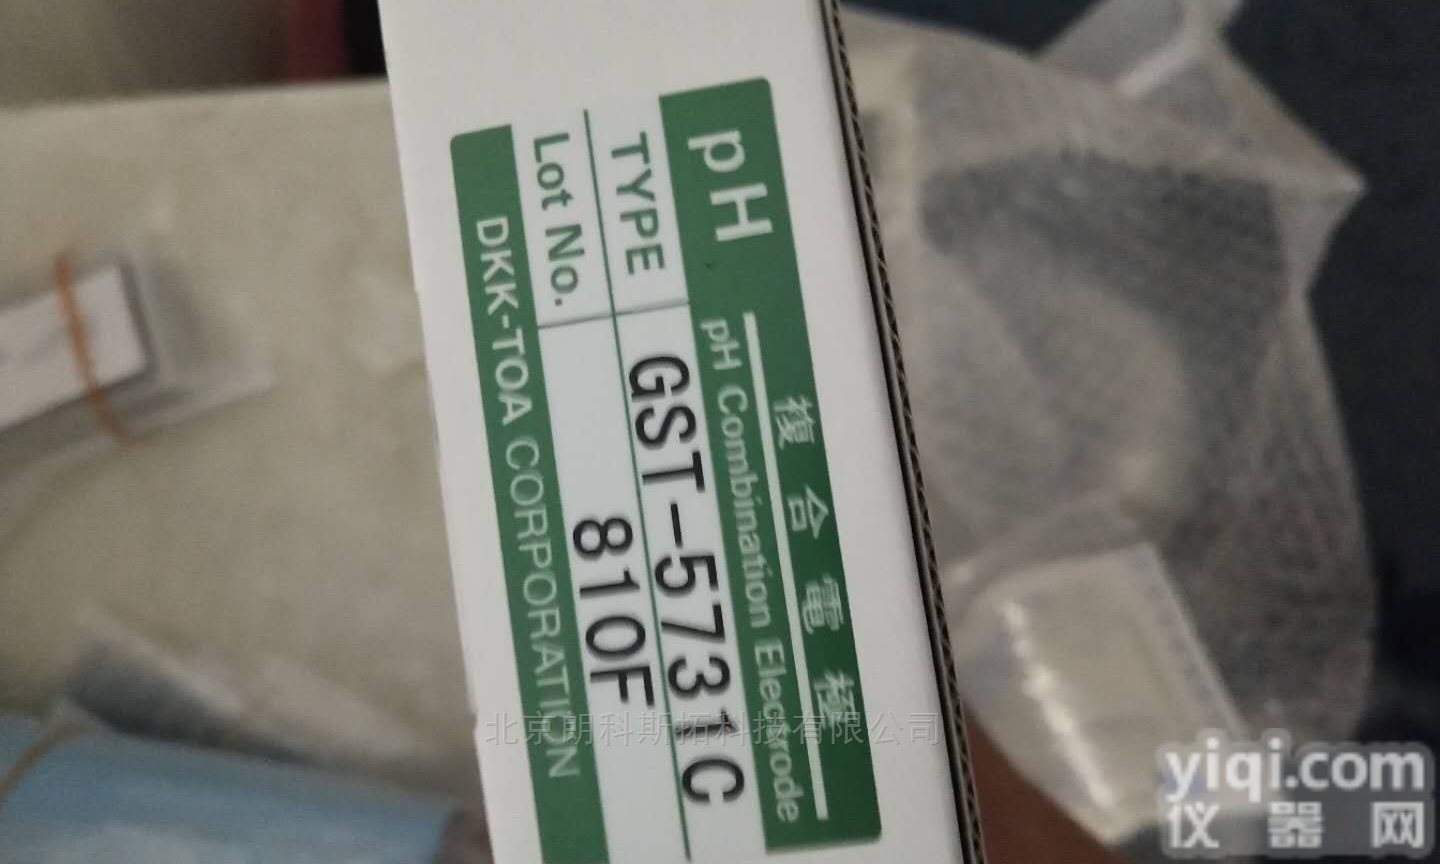 pH 複合電極
pH Combination Electrode
TYPE GST-5731C
Lot No. 810F
DKK-TOA CORPORATION
北京明科斯拓科技有限公司
yiqi.com
仪器网